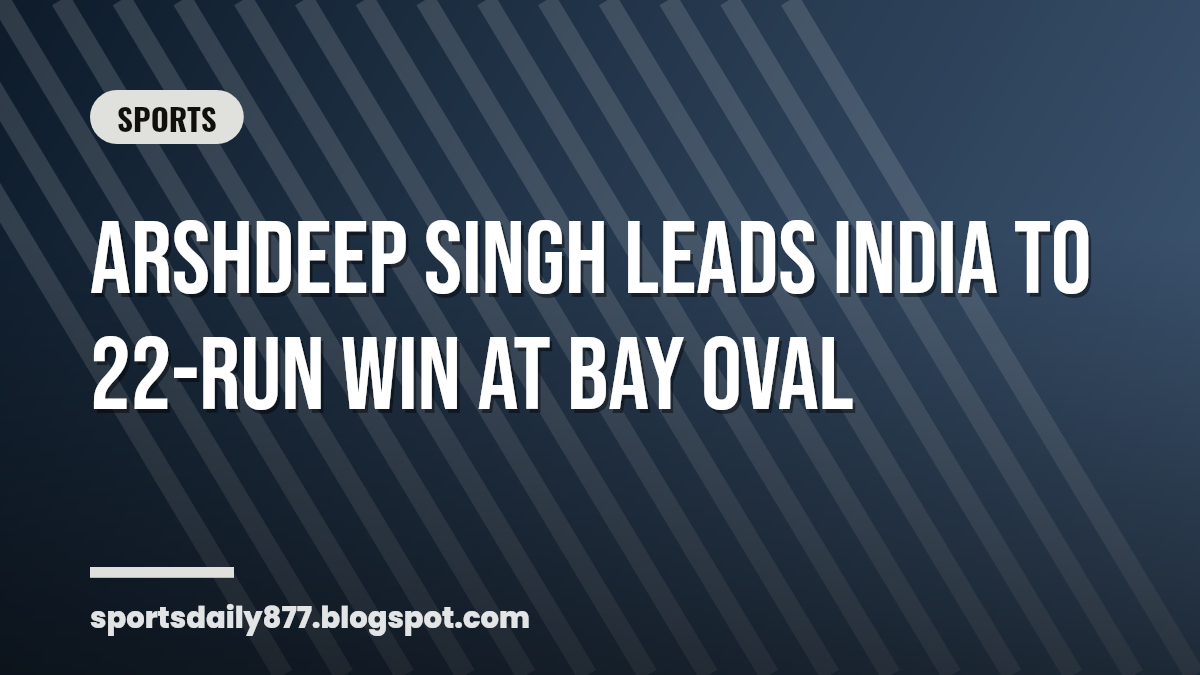 SPORTS
ARSHDEEP SINGH LEADS INDIA TO
22-RUN WIN AT BAY OVAL
sportsdaily877.blogspot.com